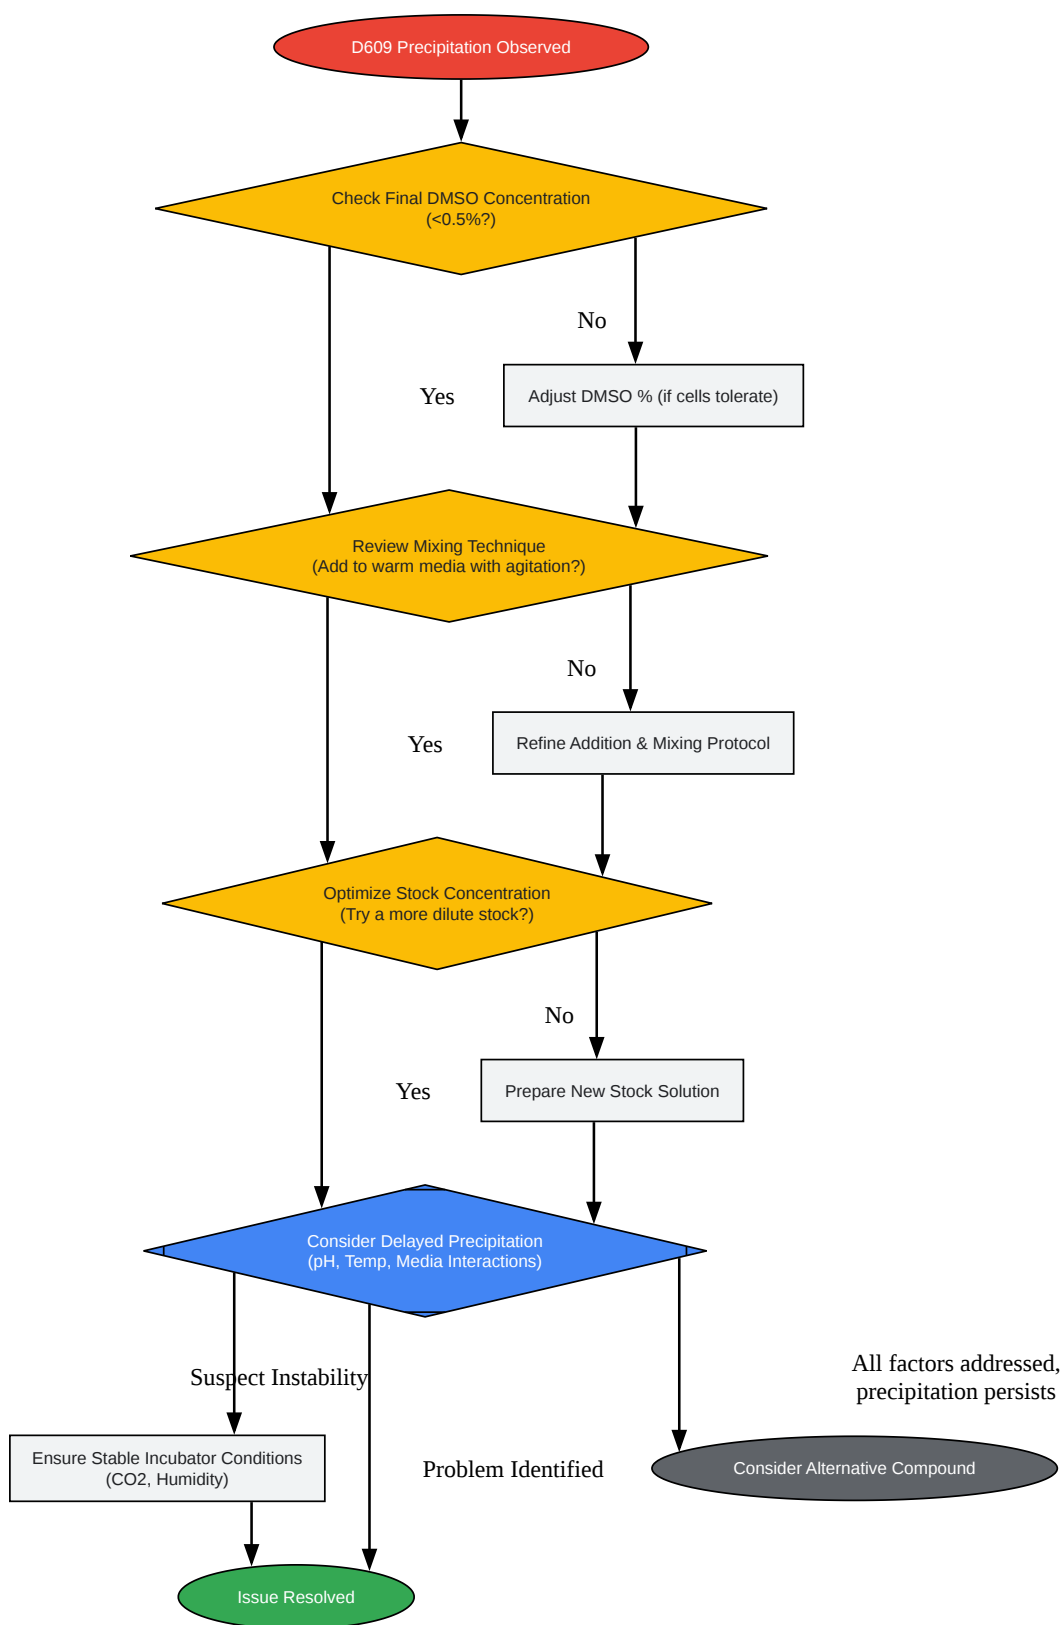 D609 Precipitation Observed
Check Final DMSO Concentration
(<0.5%?)
No
Yes
Adjust DMSO % (if cells tolerate)
Review Mixing Technique
(Add to warm media with agitation?)
No
Yes
Refine Addition & Mixing Protocol
Optimize Stock Concentration
(Try a more dilute stock?)
No
Yes
Prepare New Stock Solution
Consider Delayed Precipitation
(pH, Temp, Media Interactions)
Suspect Instability
All factors addressed,
precipitation persists
Ensure Stable Incubator Conditions
(CO2, Humidity)
Problem Identified
Consider Alternative Compound
Issue Resolved